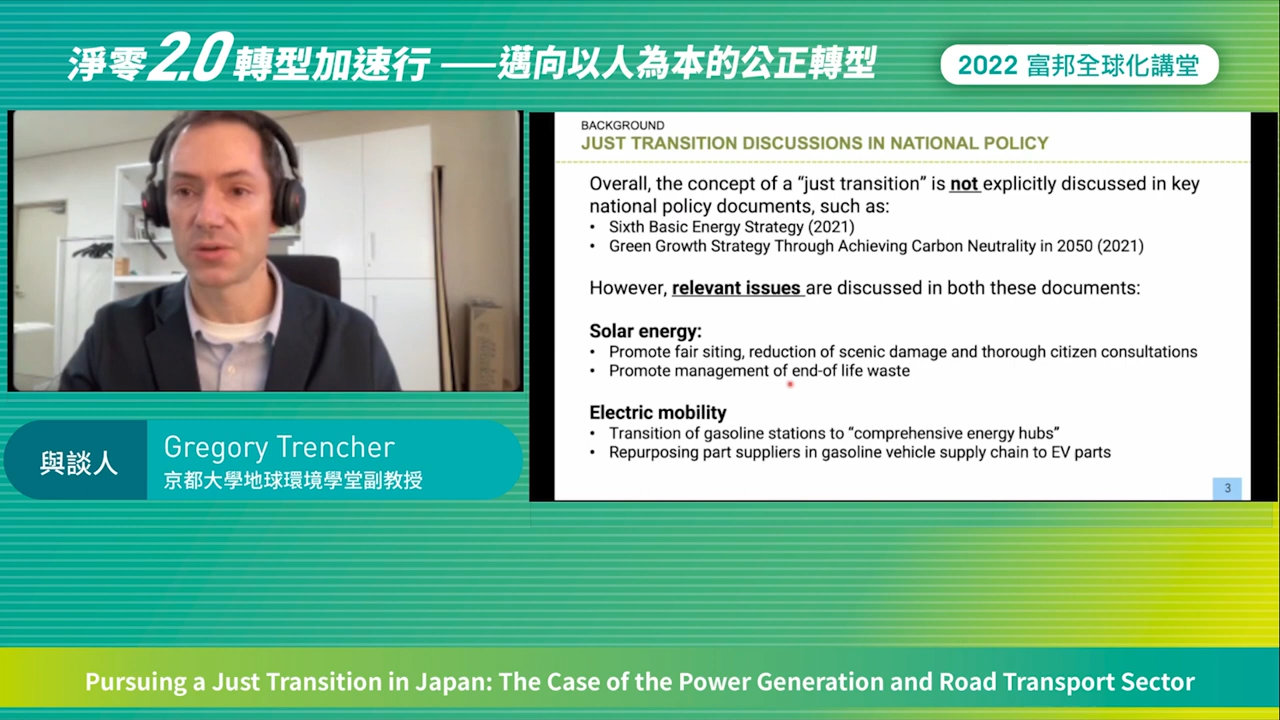 淨零2.0轉型加速行——邁向以人為本的公正轉型
2022 富邦全球化講堂
BACKGROUND
JUST TRANSITION DISCUSSIONS IN NATIONAL POLICY
Overall, the concept of a “just transition” is not explicitly discussed in key
national policy documents, such as:
• Sixth Basic Energy Strategy (2021)
• Green Growth Strategy Through Achieving Carbon Neutrality in 2050 (2021)
However, relevant issues are discussed in both these documents:
Solar energy:
• Promote fair siting, reduction of scenic damage and thorough citizen consultations
• Promote management of end-of life waste
Electric mobility
• Transition of gasoline stations to “comprehensive energy hubs”
• Repurposing part suppliers in gasoline vehicle supply chain to EV parts
3
與談人
Gregory Trencher
京都大學地球環境學堂副教授
Pursuing a Just Transition in Japan: The Case of the Power Generation and Road Transport Sector